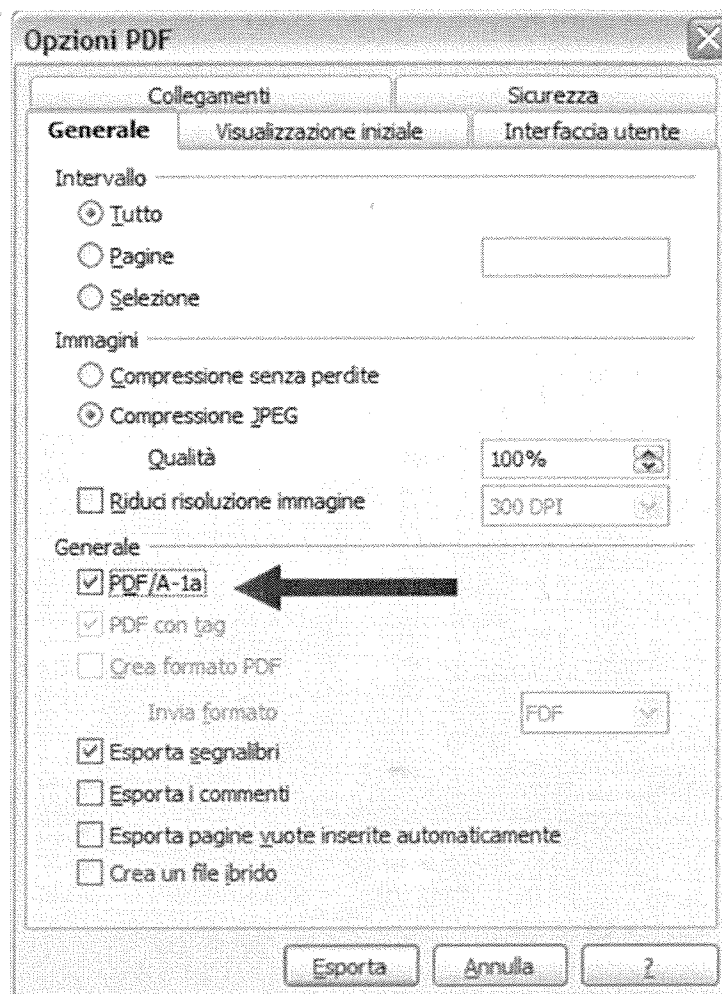 Opzioni PDF
Collegamenti Sicurezza
Generale Visualizzazione iniziale Interfaccia utente
Intervallo
Tutto
Pagine
Selezione
Immagini
Compressione senza perdite
Compressione JPEG
Qualità 100%
Riduci risoluzione immagine 300 DPI
Generale
PDF/A-1a
PDF con tag
Crea formato PDF
Invia formato FDF
Esporta segnalibri
Esporta i commenti
Esporta pagine vuote inserite automaticamente
Crea un file ibrido
Esporta Annulla ?